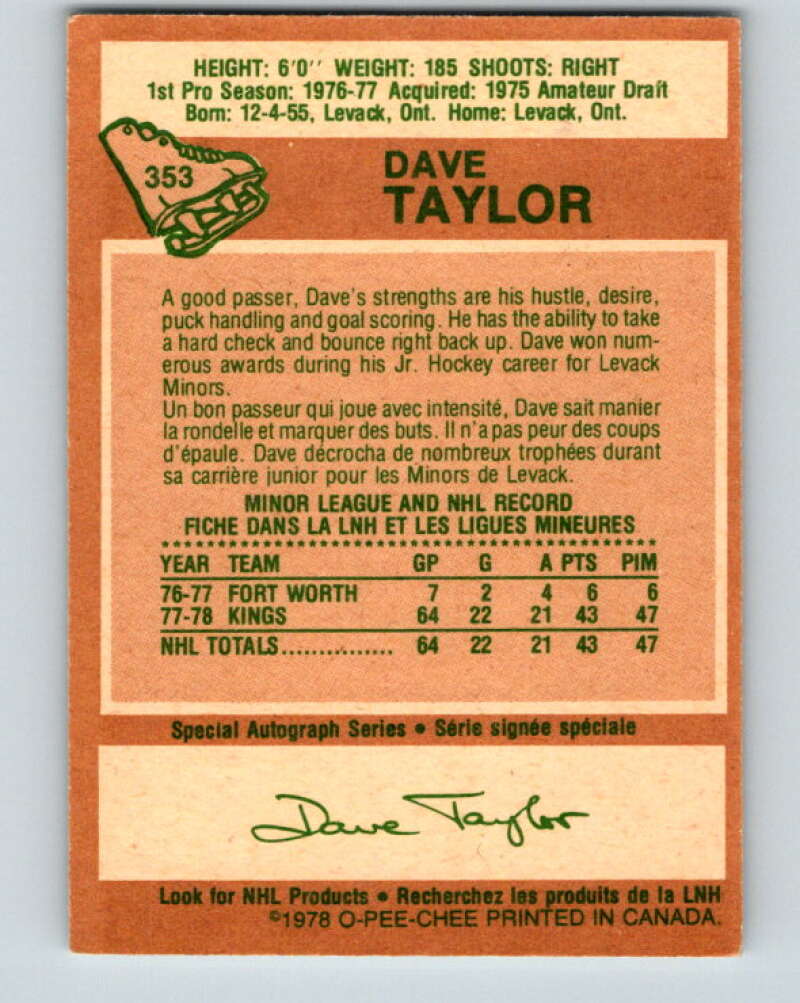 HEIGHT: 6'0'' WEIGHT: 185 SHOOTS: RIGHT
1st Pro Season: 1976-77 Acquired: 1975 Amateur Draft
Born: 12-4-55, Levack, Ont. Home: Levack, Ont.
353
DAVE
TAYLOR
A good passer, Dave's strengths are his hustle, desire,
puck handling and goal scoring. He has the ability to take
a hard check and bounce right back up. Dave won num-
erous awards during his Jr. Hockey career for Levack
Minors.
Un bon passeur qui joue avec intensité, Dave sait manier
la rondelle et marquer des buts. Il n'a pas peur des coups
d'épaule. Dave décrocha de nombreux trophées durant
sa carrière junior pour les Minors de Levack.
MINOR LEAGUE AND NHL RECORD
FICHE DANS LA LNH ET LES LIGUES MINEURES
YEAR TEAM GP G A PTS PIM
76-77 FORT WORTH 7 2 4 6 6
77-78 KINGS 64 22 21 43 47
NHL TOTALS............... 64 22 21 43 47
Special Autograph Series • Série signée spéciale
Dave Taylor
Look for NHL Products • Recherchez les produits de la LNH
©1978 O-PEE-CHEE PRINTED IN CANADA.